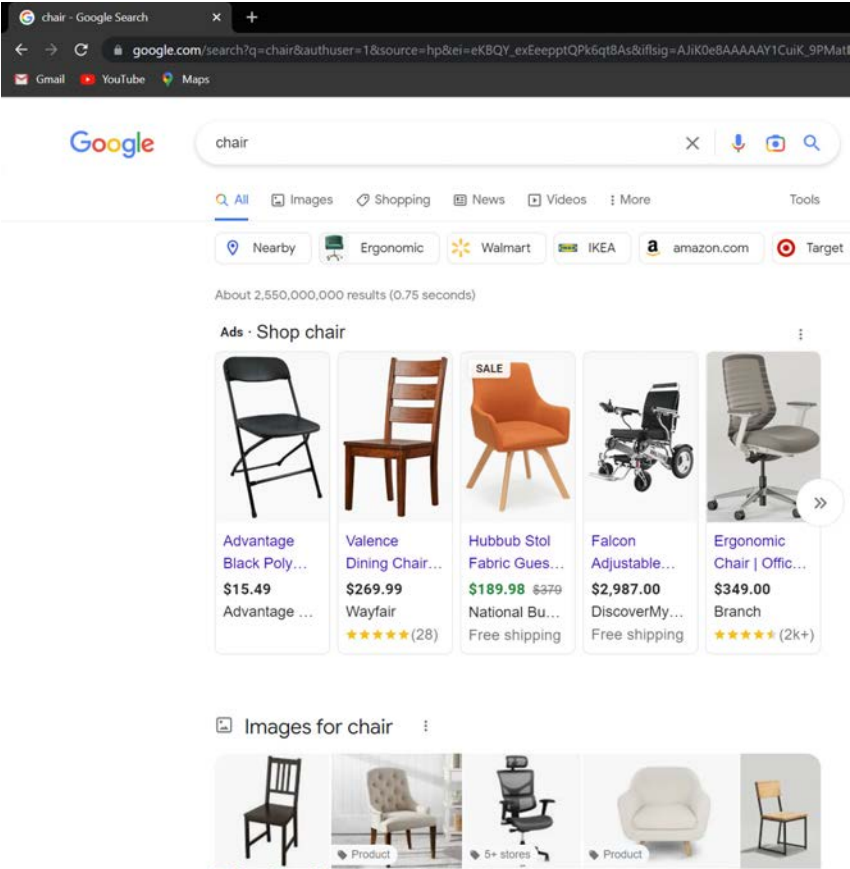 chair - Google Search
google.com/search?q=chair&authuser=1&source=hp&ei=eKBQY_exEeepptQPk6qt8As&iflsig=AJiK0e8AAAAAY1CuiK_9PMat
Gmail YouTube Maps
Google chair
All Images Shopping News Videos More Tools
Nearby Ergonomic Walmart IKEA amazon.com Target
About 2,550,000,000 results (0.75 seconds)
Ads · Shop chair
SALE
Advantage Black Poly...
$15.49
Advantage ...
Valence Dining Chair...
$269.99
Wayfair
(28)
Hubbub Stol Fabric Gues...
$189.98 $379
National Bu...
Free shipping
Falcon Adjustable...
$2,987.00
DiscoverMy...
Free shipping
Ergonomic Chair | Offic...
$349.00
Branch
(2k+)
Images for chair
Product 5+ stores Product